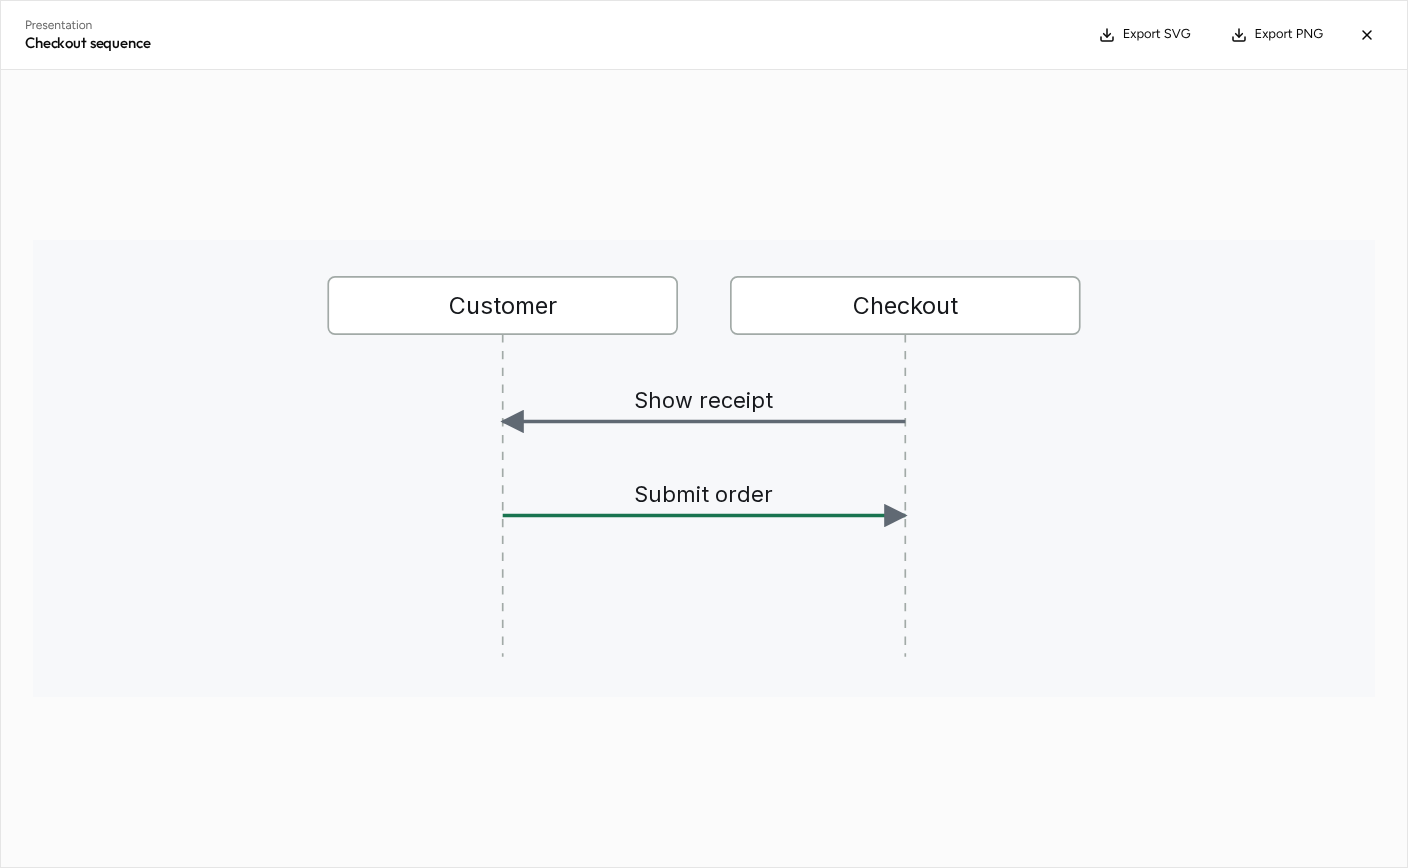 Presentation
Checkout sequence
Export SVG
Export PNG
Customer
Checkout
Show receipt
Submit order